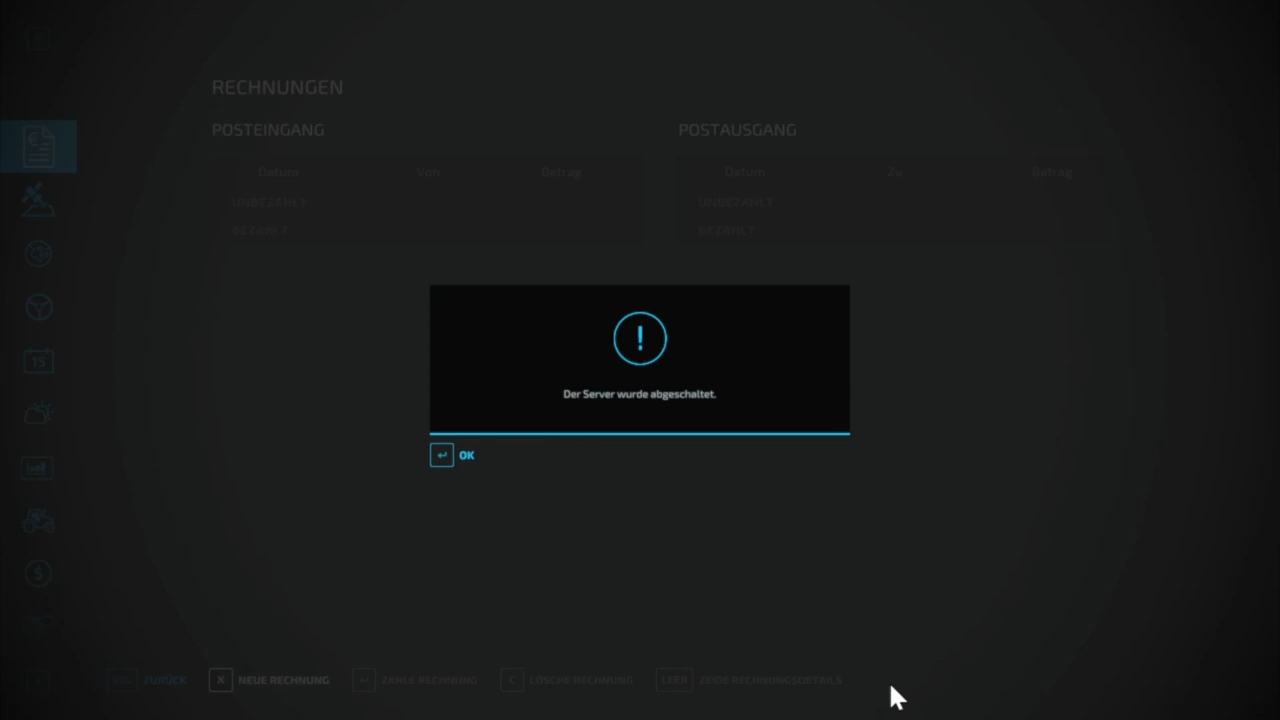 RECHNUNGEN
POSTEINGANG
POSTAUSGANG
Datum Von Betrag
Datum Zu Betrag
UNBEZAHLT
UNBEZAHLT
BEZAHLT
BEZAHLT
15
!
Der Server wurde abgeschaltet.
OK
$
ZURÜCK
X NEUE RECHNUNG
ZAHLE RECHNUNG
C LÖSCHE RECHNUNG
LEER ZEIGE RECHNUNGSDETAILS